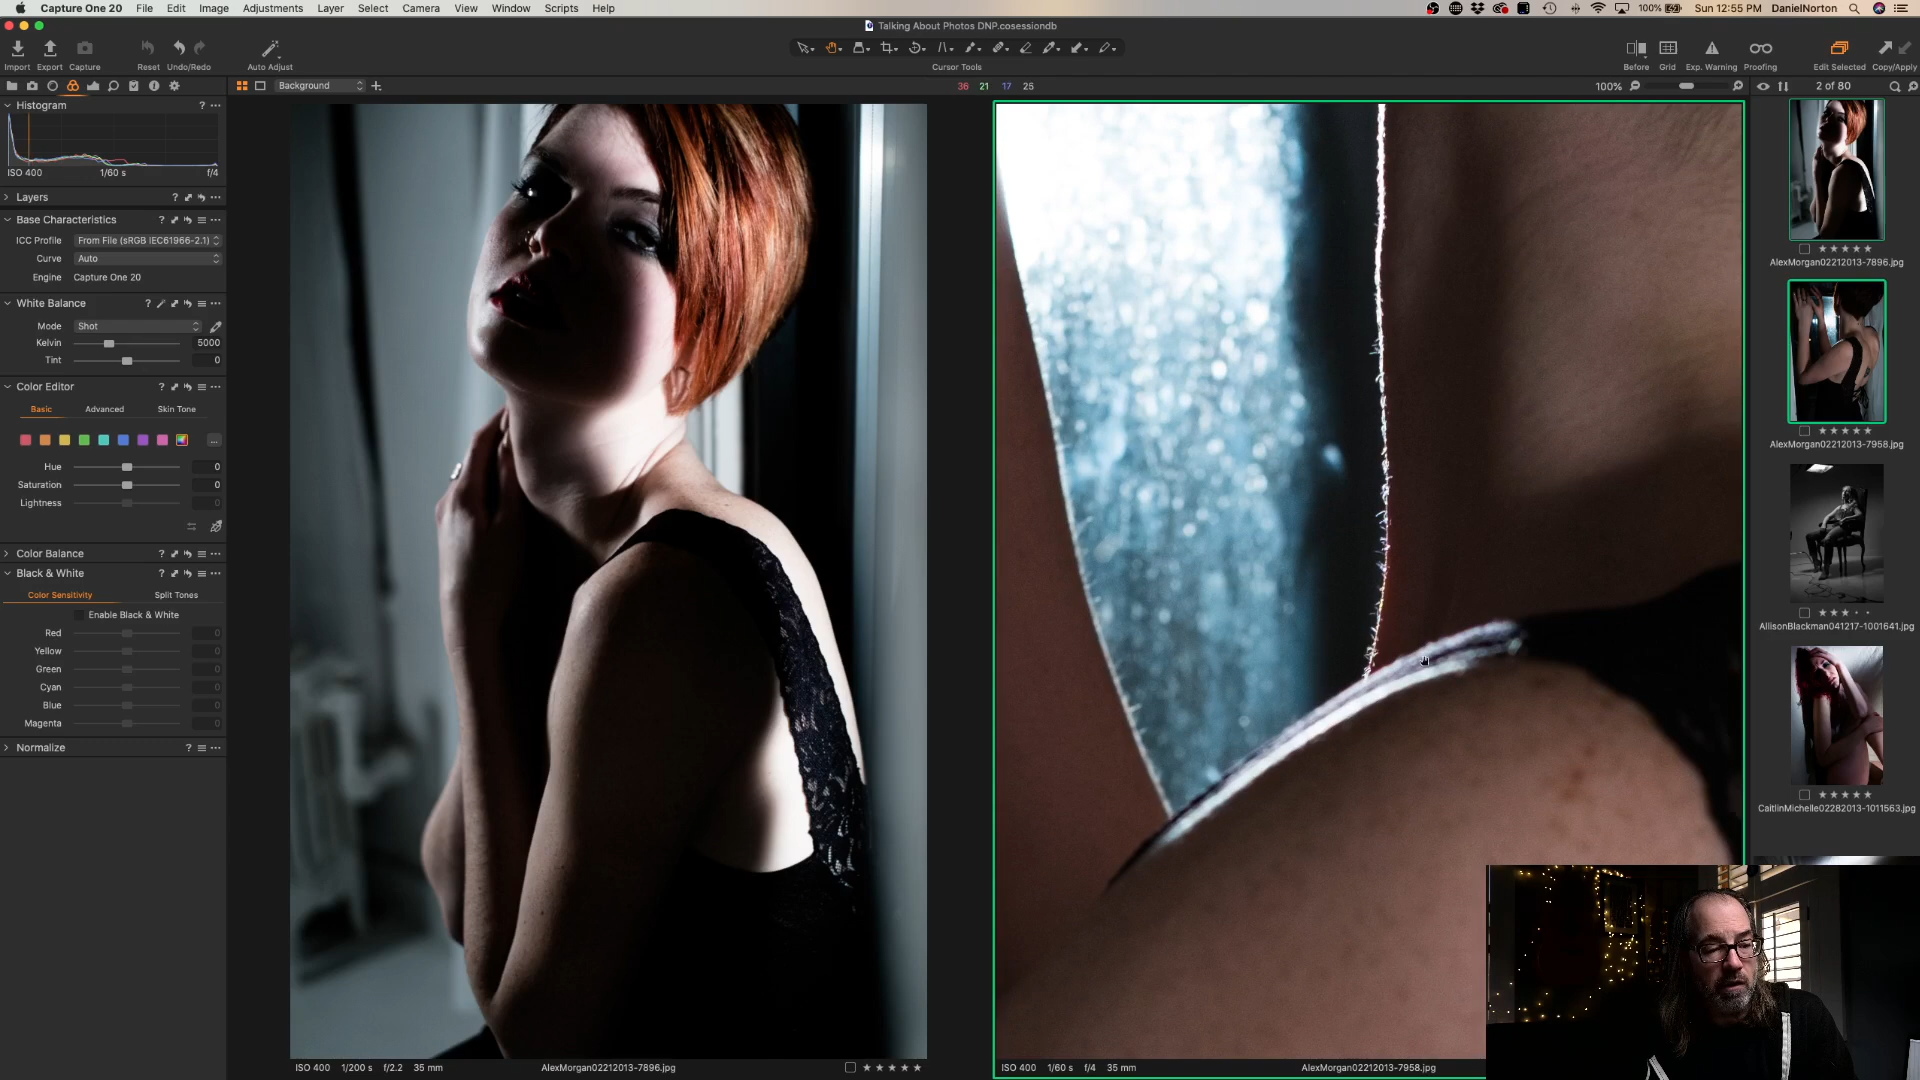 Capture One 20 File Edit Image Adjustments Layer Select Camera View Window Scripts Help
100% Sun 12:55 PM DanielNorton
Talking About Photos DNP.cosessiondb
Import Export Capture Reset Undo/Redo Auto Adjust Cursor Tools Before Grid Exp. Warning Proofing Edit Selected Copy/Apply
Background 36 21 17 25 100% 2 of 80
Histogram ? ...
ISO 400 1/60 s f/4
Layers ? ...
Base Characteristics ? ...
ICC Profile From File (sRGB IEC61966-2.1)
Curve Auto
Engine Capture One 20
White Balance ? ...
Mode Shot
Kelvin 5000
Tint 0
Color Editor ? ...
Basic Advanced Skin Tone
...
Hue 0
Saturation 0
Lightness 0
Color Balance ? ...
Black & White ? ...
Color Sensitivity Split Tones
Enable Black & White
Red 0
Yellow 0
Green 0
Cyan 0
Blue 0
Magenta 0
Normalize ? ...
ISO 400 1/200 s f/2.2 35 mm AlexMorgan02212013-7896.jpg
ISO 400 1/60 s f/4 35 mm AlexMorgan02212013-7958.jpg
AlexMorgan02212013-7896.jpg
AlexMorgan02212013-7958.jpg
AllisonBlackman041217-1001641.jpg
CaitlinMichelle02282013-1011563.jpg